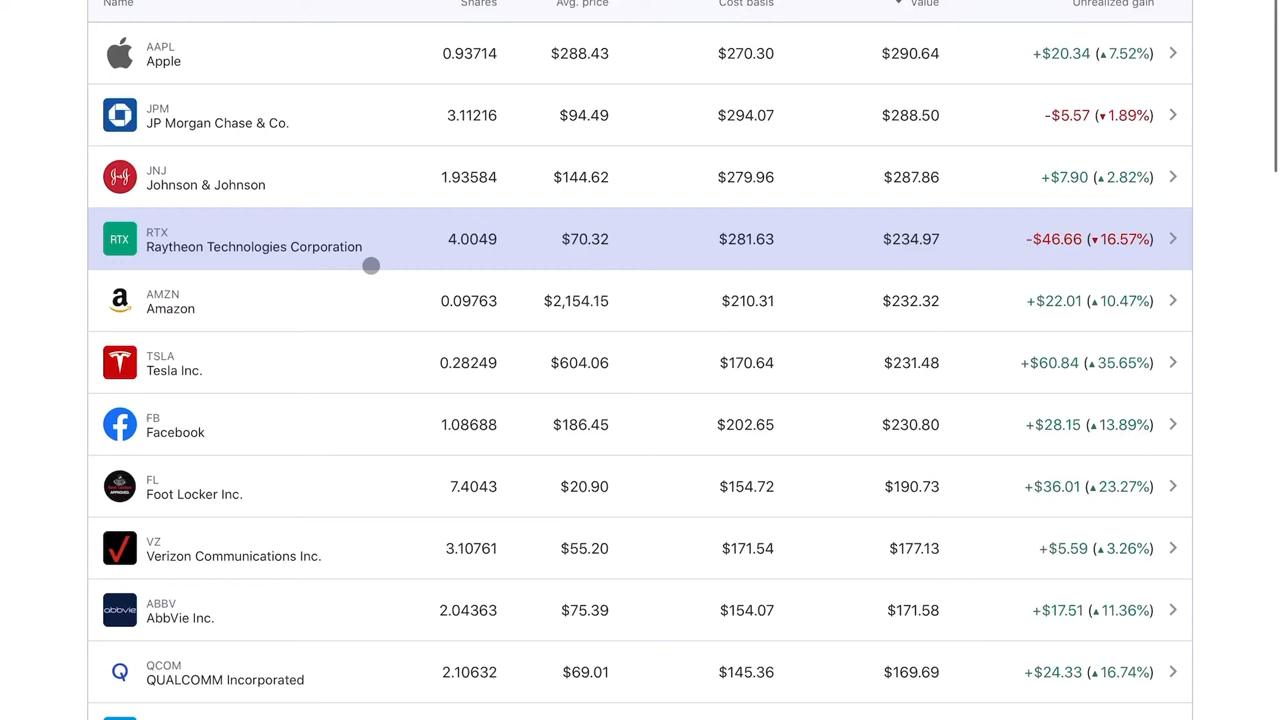 Name Shares Avg. price Cost basis Value Unrealized gain
AAPL
Apple 0.93714 $288.43 $270.30 $290.64 +$20.34 (▲7.52%)
JPM
JP Morgan Chase & Co. 3.11216 $94.49 $294.07 $288.50 -$5.57 (▼1.89%)
JNJ
Johnson & Johnson 1.93584 $144.62 $279.96 $287.86 +$7.90 (▲2.82%)
RTX
RTX
Raytheon Technologies Corporation 4.0049 $70.32 $281.63 $234.97 -$46.66 (▼16.57%)
AMZN
Amazon 0.09763 $2,154.15 $210.31 $232.32 +$22.01 (▲10.47%)
TSLA
Tesla Inc. 0.28249 $604.06 $170.64 $231.48 +$60.84 (▲35.65%)
FB
Facebook 1.08688 $186.45 $202.65 $230.80 +$28.15 (▲13.89%)
FL
Foot Locker Inc. 7.4043 $20.90 $154.72 $190.73 +$36.01 (▲23.27%)
VZ
Verizon Communications Inc. 3.10761 $55.20 $171.54 $177.13 +$5.59 (▲3.26%)
abbvie
ABBV
AbbVie Inc. 2.04363 $75.39 $154.07 $171.58 +$17.51 (▲11.36%)
QCOM
QUALCOMM Incorporated 2.10632 $69.01 $145.36 $169.69 +$24.33 (▲16.74%)